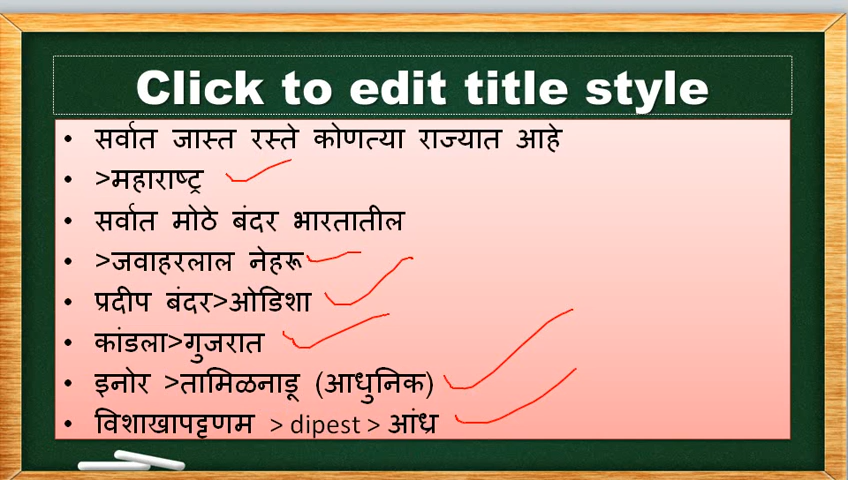 Click to edit title style
• सर्वात जास्त रस्ते कोणत्या राज्यात आहे
• >महाराष्ट्र
• सर्वात मोठे बंदर भारतातील
• >जवाहरलाल नेहरू
• प्रदीप बंदर>ओडिशा
• कांडला>गुजरात
• इनोर >तामिळनाडू (आधुनिक)
• विशाखापट्टणम > dipest > आंध्र